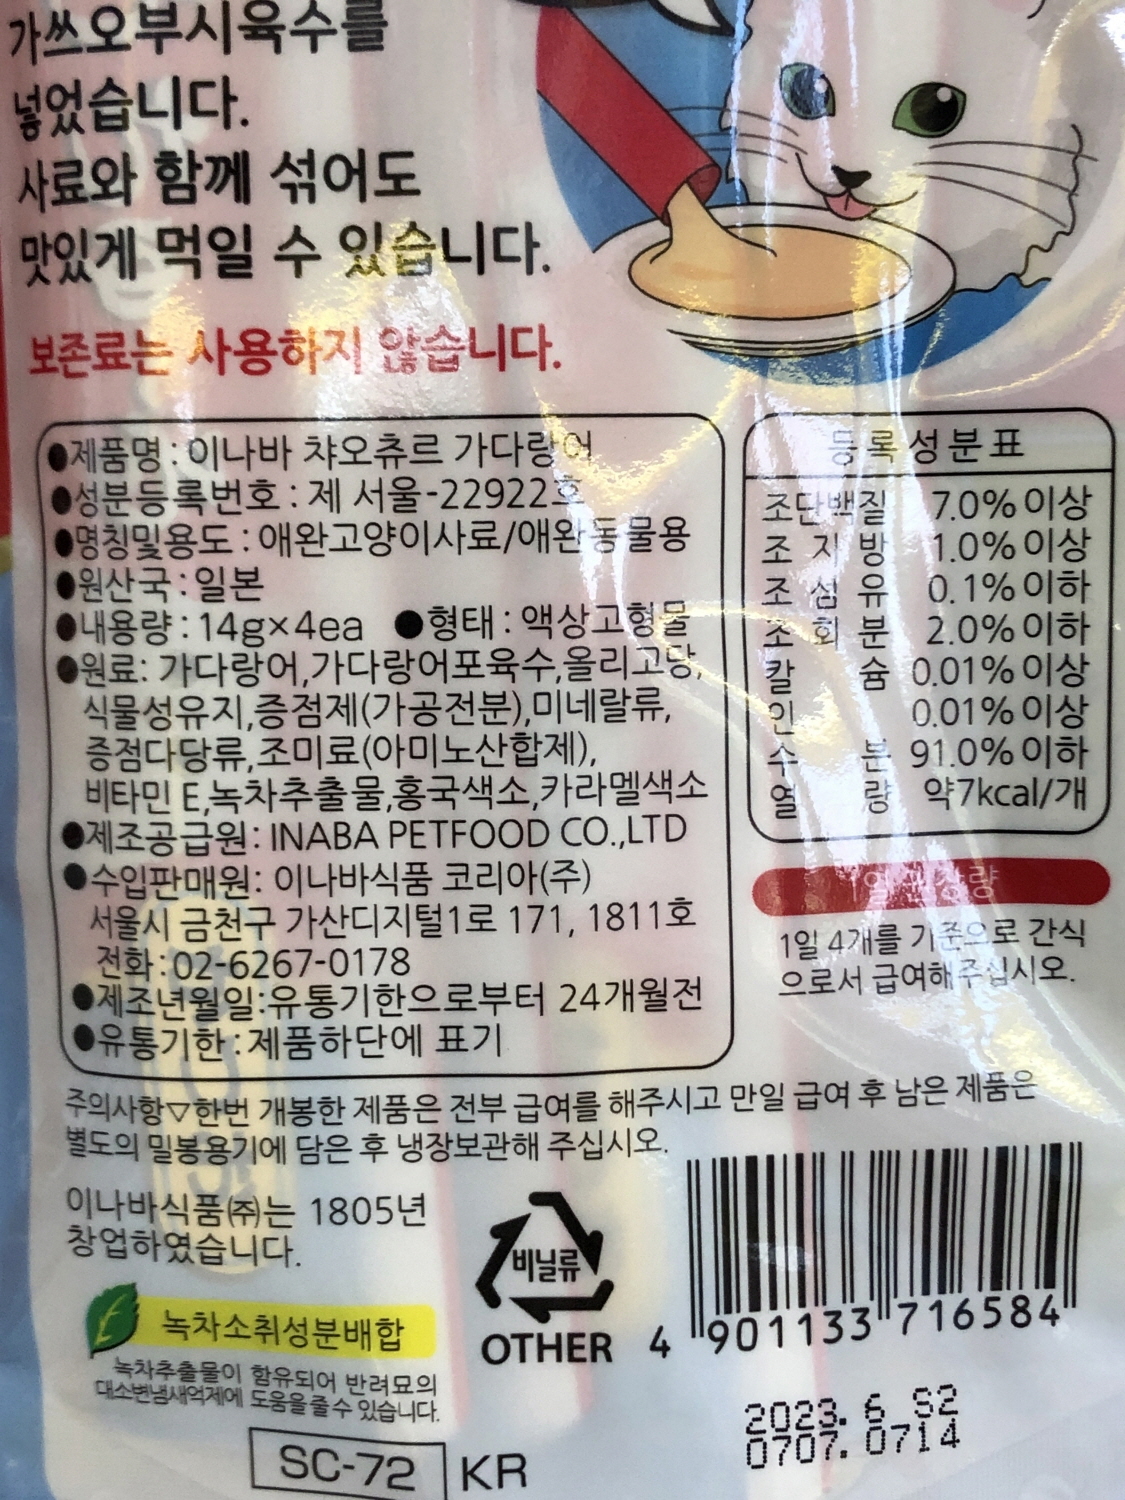 가쓰오부시육수를
넣었습니다.
사료와 함께 섞어도
맛있게 먹일 수 있습니다.
보존료는 사용하지 않습니다.
●제품명 : 이나바 챠오츄르 가다랑어
●성분등록번호 : 제 서울-22922호
●명칭및용도 : 애완고양이사료/애완동물용
●원산국 : 일본
●내용량 : 14g×4ea ●형태 : 액상고형물
●원료: 가다랑어,가다랑어포육수,올리고당,
식물성유지,증점제(가공전분),미네랄류,
증점다당류,조미료(아미노산합제),
비타민 E,녹차추출물,홍국색소,카라멜색소
●제조공급원: INABA PETFOOD CO.,LTD
●수입판매원: 이나바식품 코리아(주)
서울시 금천구 가산디지털1로 171, 1811호
전화 : 02-6267-0178
●제조년월일:유통기한으로부터 24개월전
●유통기한 : 제품하단에 표기
등록성분표
조단백질 7.0% 이상
조지방 1.0% 이상
조섬유 0.1% 이하
조회분 2.0% 이하
칼슘 0.01% 이상
인 0.01% 이상
수분 91.0% 이하
열량 약7kcal/개
1일 4개를 기준으로 간식
으로서 급여해주십시오.
주의사항▽한번 개봉한 제품은 전부 급여를 해주시고 만일 급여 후 남은 제품은
별도의 밀봉용기에 담은 후 냉장보관해 주십시오.
이나바식품㈜는 1805년
창업하였습니다.
비닐류
OTHER
녹차소취성분배합
녹차추출물이 함유되어 반려묘의
대소변냄새억제에 도움을 줄 수 있습니다.
SC-72 KR
4 901133 716584
2023. 6 S2
0707. 0714